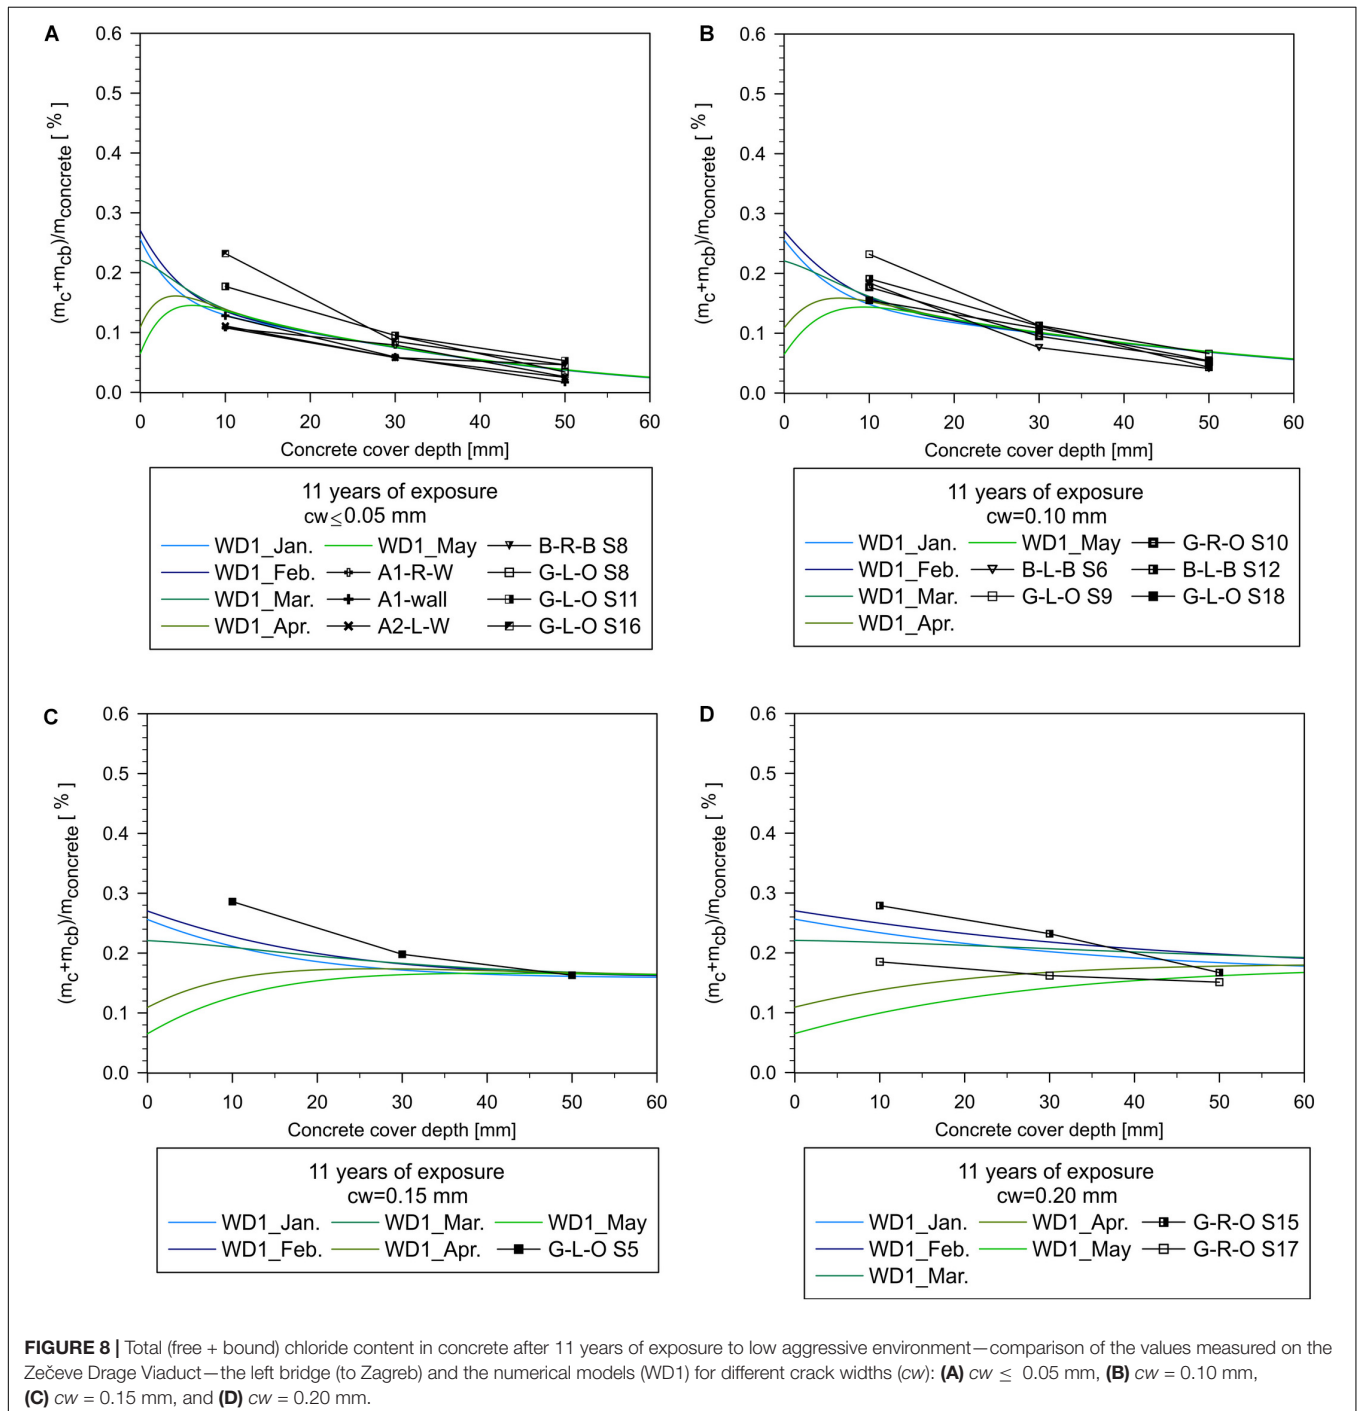 A
0.6
0.5
0.4
0.3
0.2
0.1
0.0
(mc+mcb)/mconcrete [ % ]
0 10 20 30 40 50 60
Concrete cover depth [mm]
11 years of exposure
cw≤0.05 mm
WD1_Jan. WD1_May B-R-B S8
WD1_Feb. A1-R-W G-L-O S8
WD1_Mar. A1-wall G-L-O S11
WD1_Apr. A2-L-W G-L-O S16
B
0.6
0.5
0.4
0.3
0.2
0.1
0.0
(mc+mcb)/mconcrete [ % ]
0 10 20 30 40 50 60
Concrete cover depth [mm]
11 years of exposure
cw=0.10 mm
WD1_Jan. WD1_May G-R-O S10
WD1_Feb. B-L-B S6 B-L-B S12
WD1_Mar. G-L-O S9 G-L-O S18
WD1_Apr.
C
0.6
0.5
0.4
0.3
0.2
0.1
0.0
(mc+mcb)/mconcrete [ % ]
0 10 20 30 40 50 60
Concrete cover depth [mm]
11 years of exposure
cw=0.15 mm
WD1_Jan. WD1_Mar. WD1_May
WD1_Feb. WD1_Apr. G-L-O S5
D
0.6
0.5
0.4
0.3
0.2
0.1
0.0
(mc+mcb)/mconcrete [ % ]
0 10 20 30 40 50 60
Concrete cover depth [mm]
11 years of exposure
cw=0.20 mm
WD1_Jan. WD1_Apr. G-R-O S15
WD1_Feb. WD1_May G-R-O S17
WD1_Mar.
FIGURE 8 | Total (free + bound) chloride content in concrete after 11 years of exposure to low aggressive environment—comparison of the values measured on the
Zečeve Drage Viaduct—the left bridge (to Zagreb) and the numerical models (WD1) for different crack widths (cw): (A) cw ≤ 0.05 mm, (B) cw = 0.10 mm,
(C) cw = 0.15 mm, and (D) cw = 0.20 mm.